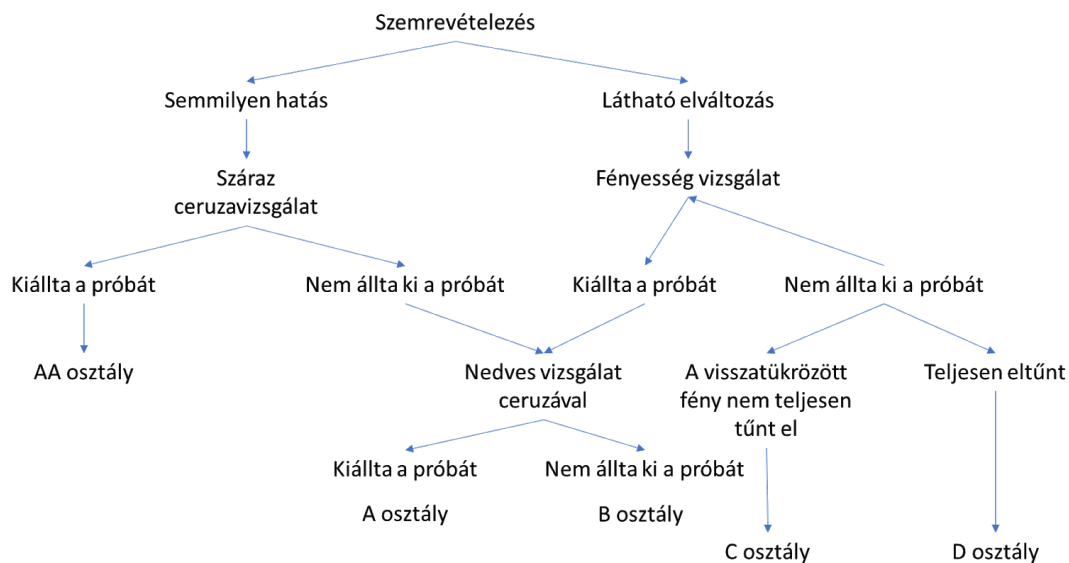 Szemrevételezés
Semmilyen hatás
Látható elváltozás
Száraz
ceruzavizsgálat
Fényesség vizsgálat
Kiállta a próbát
Nem állta ki a próbát
Kiállta a próbát
Nem állta ki a próbát
AA osztály
Nedves vizsgálat
ceruzával
A visszatükrözött
fény nem teljesen
tűnt el
Teljesen eltűnt
Kiállta a próbát
Nem állta ki a próbát
A osztály
B osztály
C osztály
D osztály